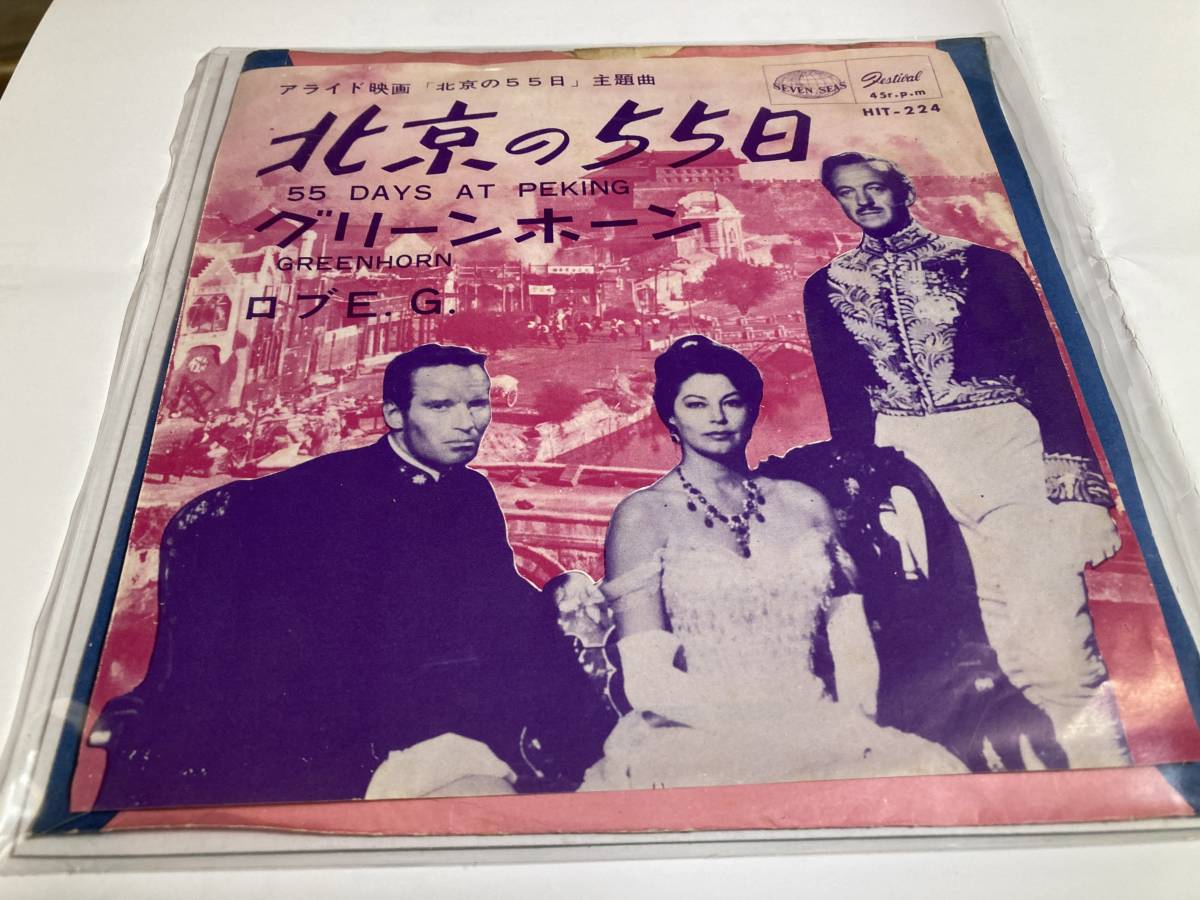 アライド映画「北京の55日」主題曲
SEVEN SEAS
Festival
45r.p.m
HIT-224
北京の55日
55 DAYS AT PEKING
グリーンホーン
GREENHORN
ロブE. G.